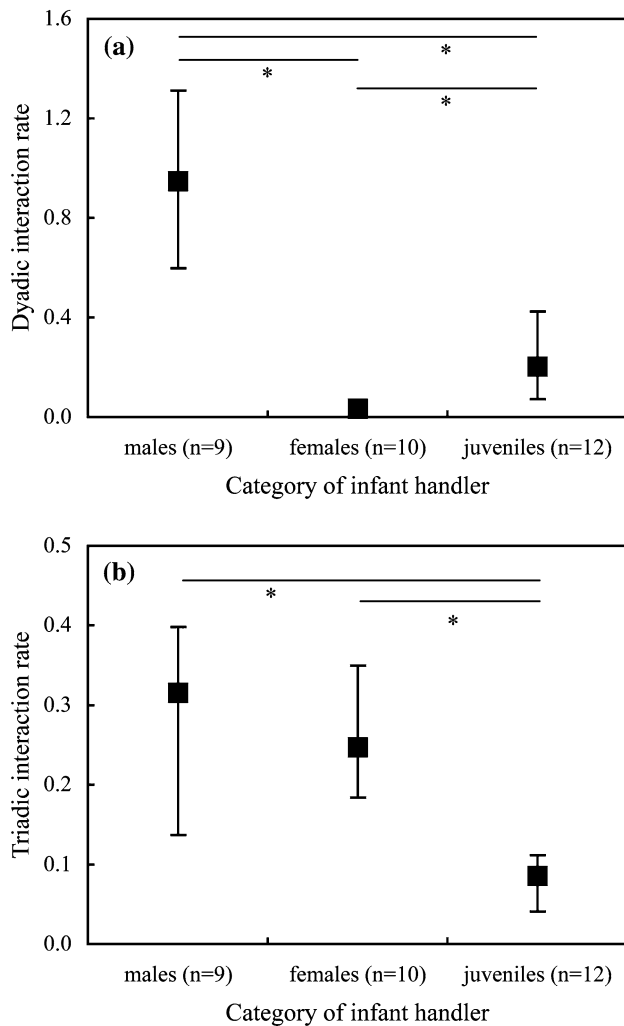 (a)
1.6
1.2
0.8
0.4
0.0
Dyadic interaction rate
*
*
*
males (n=9) females (n=10) juveniles (n=12)
Category of infant handler
(b)
0.5
0.4
0.3
0.2
0.1
0.0
Triadic interaction rate
*
*
males (n=9) females (n=10) juveniles (n=12)
Category of infant handler